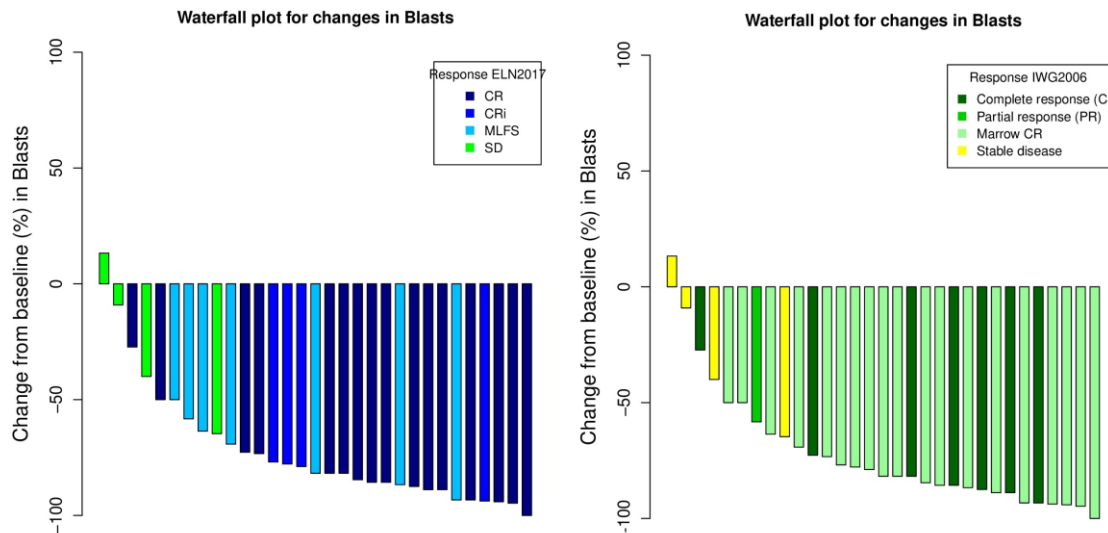 Waterfall plot for changes in Blasts
Change from baseline (%) in Blasts
100
50
0
−50
−100
Response ELN2017
CR
CRi
MLFS
SD
Waterfall plot for changes in Blasts
Change from baseline (%) in Blasts
100
50
0
−50
−100
Response IWG2006
Complete response (C
Partial response (PR)
Marrow CR
Stable disease